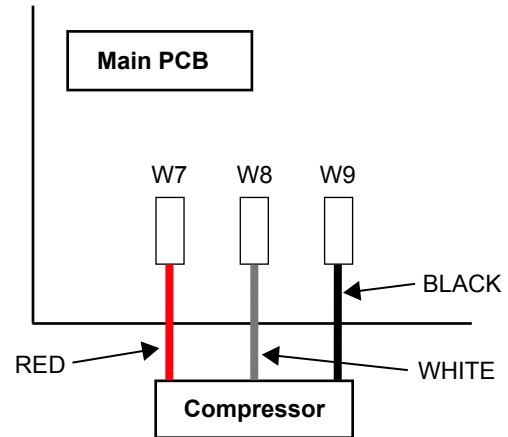 Main PCB
W7 W8 W9
BLACK
RED
WHITE
Compressor